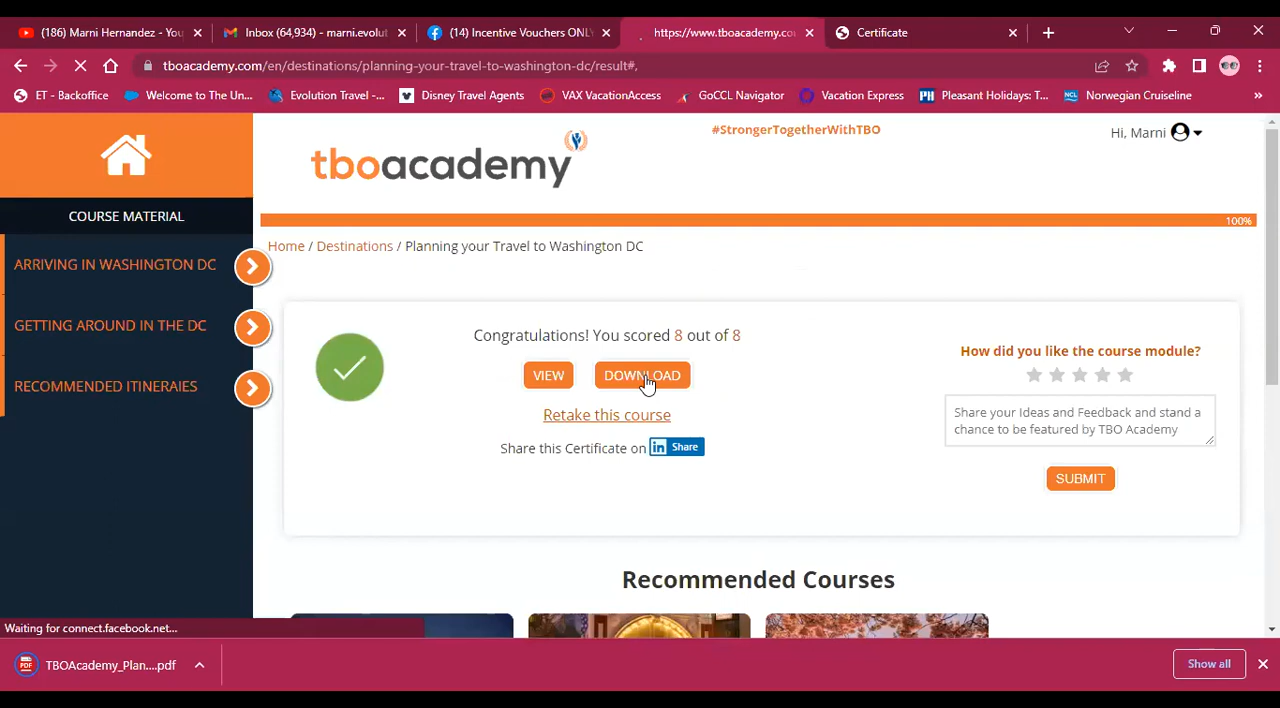 (186) Marni Hernandez - You
Inbox (64,934) - marni.evolut
(14) Incentive Vouchers ONL
https://www.tboacademy.co
Certificate
tboacademy.com/en/destinations/planning-your-travel-to-washington-dc/result#,
ET - Backoffice
Welcome to The Un...
Evolution Travel -...
Disney Travel Agents
VAX VacationAccess
GoCCL Navigator
Vacation Express
PH Pleasant Holidays: T...
NCL Norwegian Cruiseline
»
tboacademy
#StrongerTogetherWithTBO
Hi, Marni
COURSE MATERIAL
100%
Home / Destinations / Planning your Travel to Washington DC
ARRIVING IN WASHINGTON DC
GETTING AROUND IN THE DC
RECOMMENDED ITINERAIES
Congratulations! You scored 8 out of 8
VIEW
DOWNLOAD
Retake this course
Share this Certificate on
in Share
How did you like the course module?
Share your Ideas and Feedback and stand a
chance to be featured by TBO Academy
SUBMIT
Recommended Courses
Waiting for connect.facebook.net...
PDF
TBOAcademy_Plan....pdf
Show all